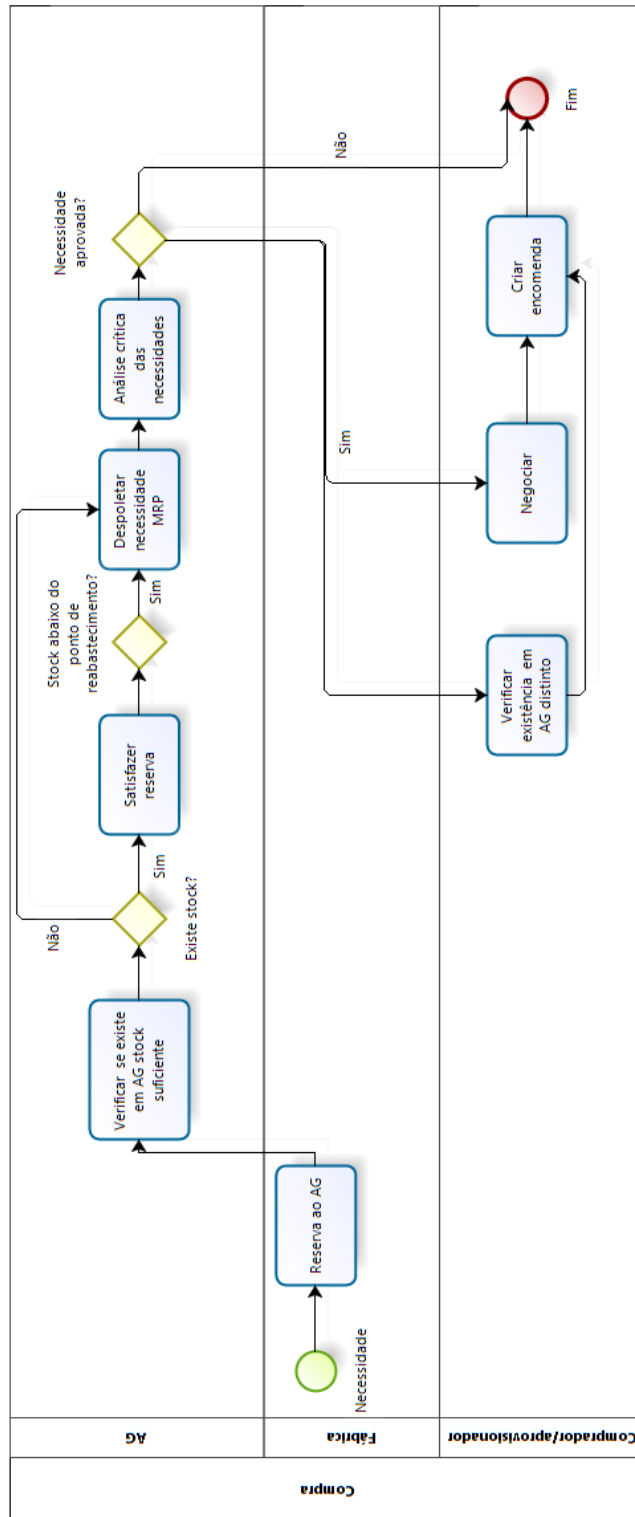 Compra
AG
Fábrica
Comprador/aprovisionador
Necessidade
Reserva ao AG
Verificar se existe
em AG stock
suficiente
Existe stock?
Não
Sim
Satisfazer
reserva
Stock abaixo do
ponto de
reabastecimento?
Sim
Despoletar
necessidade
MRP
Análise crítica
das
necessidades
Necessidade
aprovada?
Não
Sim
Verificar
existência em
AG distinto
Negociar
Criar
encomenda
Fim